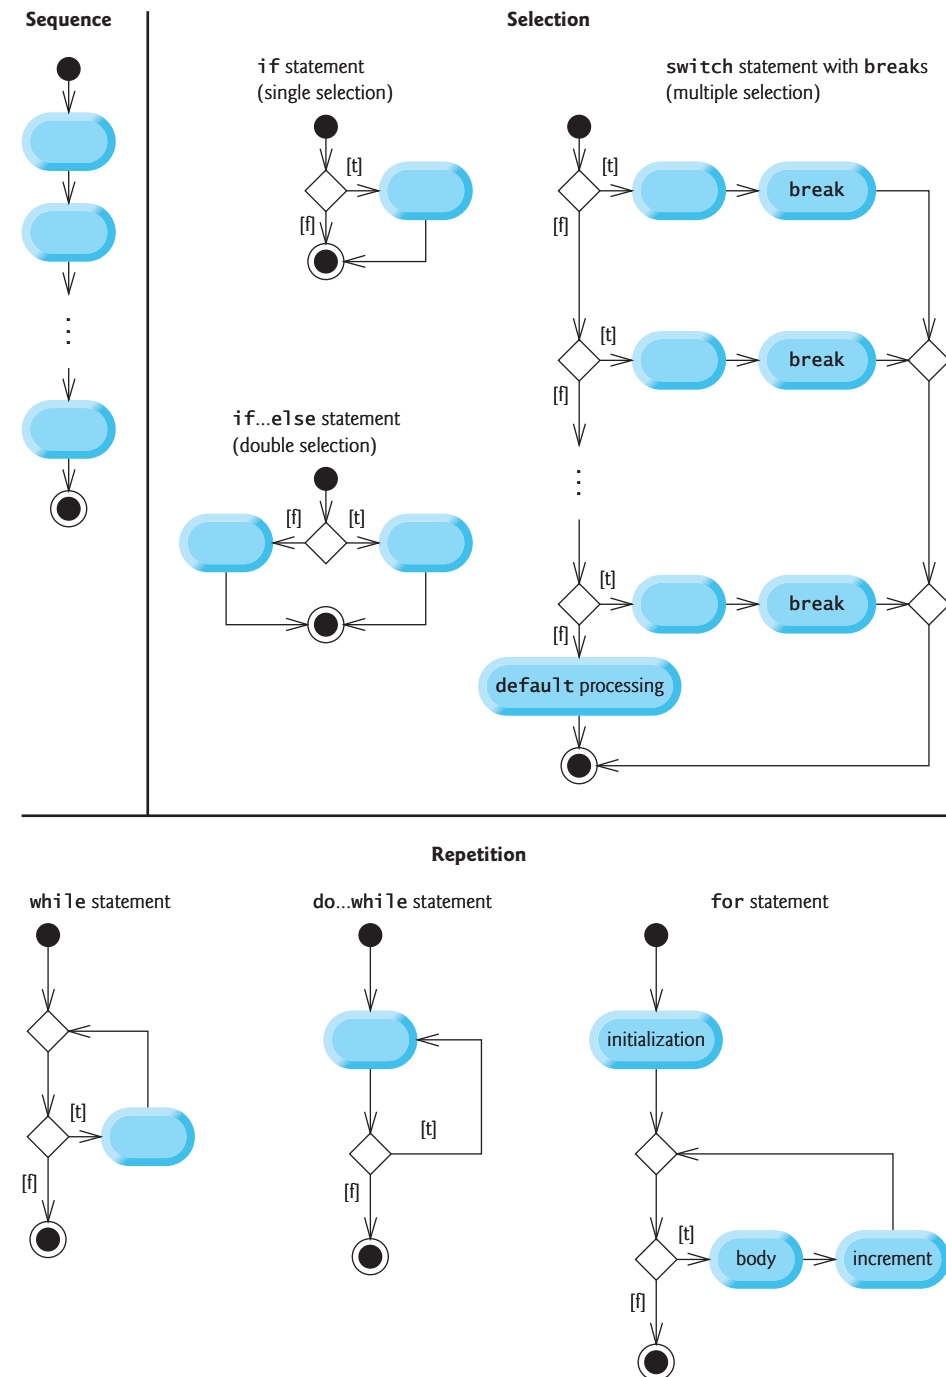 Sequence
Selection
if statement
(single selection)
[t]
[f]
if...else statement
(double selection)
[f]
[t]
switch statement with breaks
(multiple selection)
[t]
break
[f]
[t]
break
[f]
[t]
break
[f]
default processing
Repetition
while statement
[t]
[f]
do...while statement
[t]
[f]
for statement
initialization
[t]
body
increment
[f]